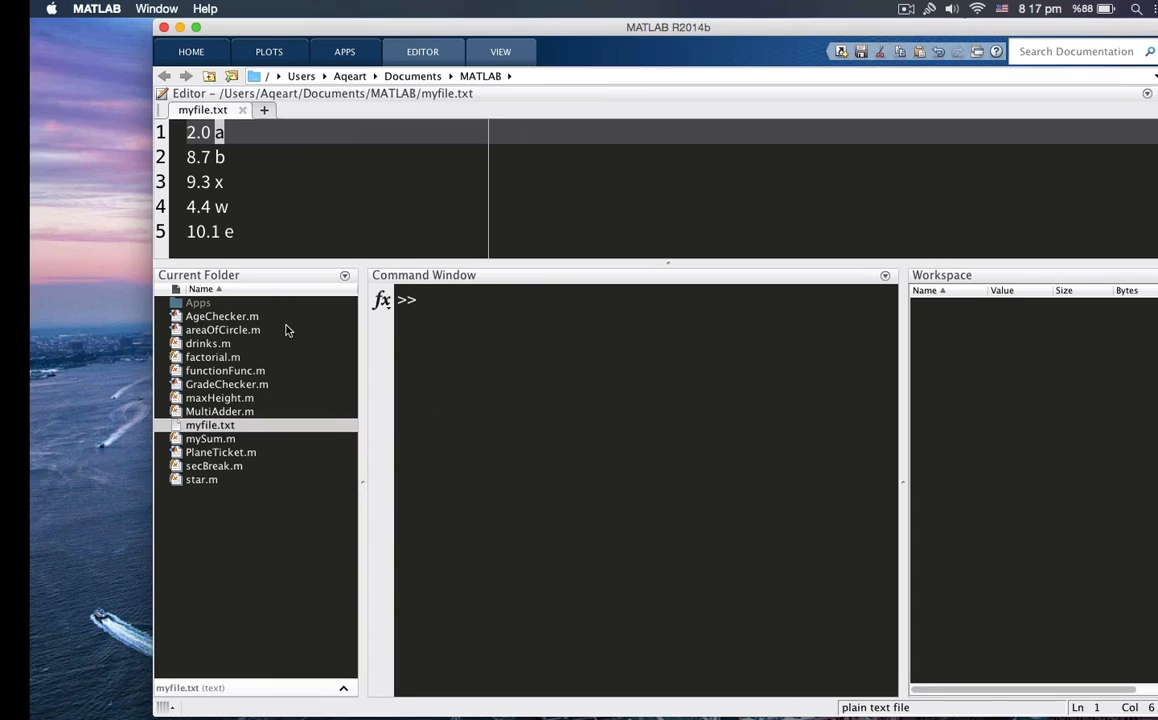 MATLAB Window Help 8 17 pm %88
MATLAB R2014b
HOME PLOTS APPS EDITOR VIEW Search Documentation
/ Users Aqeart Documents MATLAB
Editor – /Users/Aqeart/Documents/MATLAB/myfile.txt
myfile.txt
1 2.0 a
2 8.7 b
3 9.3 x
4 4.4 w
5 10.1 e
Current Folder
Name
Apps
AgeChecker.m
areaOfCircle.m
drinks.m
factorial.m
functionFunc.m
GradeChecker.m
maxHeight.m
MultiAdder.m
myfile.txt
mySum.m
PlaneTicket.m
secBreak.m
star.m
myfile.txt (text)
Command Window
fx >>
Workspace
Name Value Size Bytes
plain text file Ln 1 Col 6